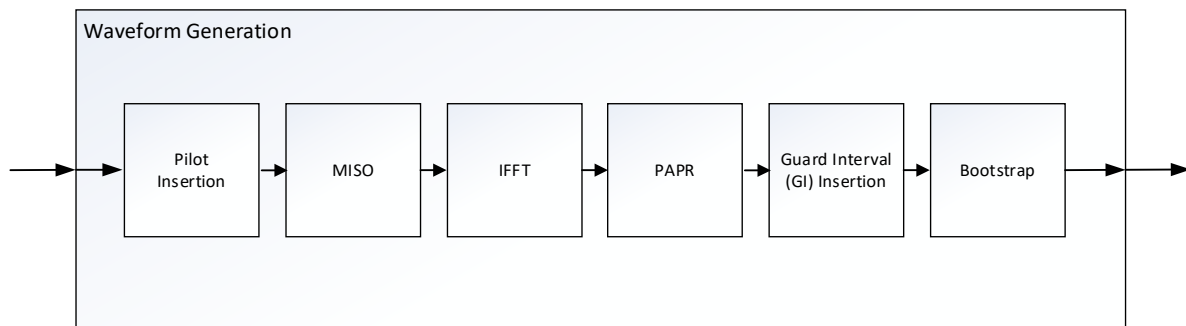 Waveform Generation
Pilot
Insertion
MISO
IFFT
PAPR
Guard Interval
(GI) Insertion
Bootstrap